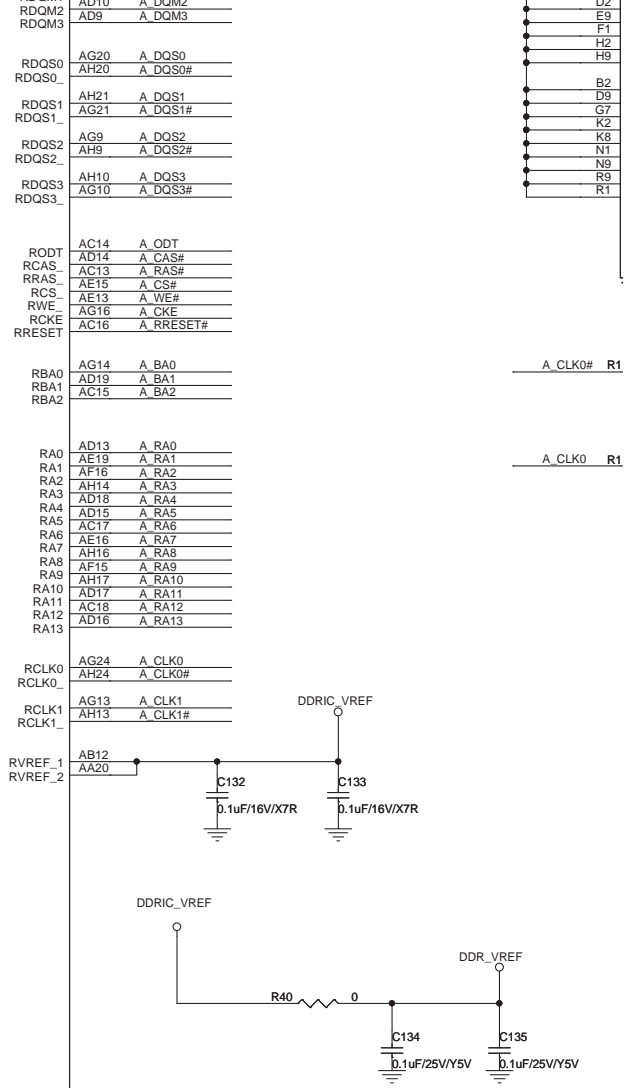 RDQM2 AD10 A_DQM2
RDQM3 AD9 A_DQM3
RDQS0 AG20 A_DQS0
RDQS0_ AH20 A_DQS0#
RDQS1 AH21 A_DQS1
RDQS1_ AG21 A_DQS1#
RDQS2 AG9 A_DQS2
RDQS2_ AH9 A_DQS2#
RDQS3 AH10 A_DQS3
RDQS3_ AG10 A_DQS3#
RODT AC14 A_ODT
RCAS_ AD14 A_CAS#
RRAS_ AC13 A_RAS#
RCS_ AE15 A_CS#
RWE_ AE13 A_WE#
RCKE AG16 A_CKE
RRESET AC16 A_RRESET#
RBA0 AG14 A_BA0
RBA1 AD19 A_BA1
RBA2 AC15 A_BA2
RA0 AD13 A_RA0
RA1 AE19 A_RA1
RA2 AF16 A_RA2
RA3 AH14 A_RA3
RA4 AD18 A_RA4
RA5 AD15 A_RA5
RA6 AC17 A_RA6
RA7 AE16 A_RA7
RA8 AH16 A_RA8
RA9 AF15 A_RA9
RA10 AH17 A_RA10
RA11 AD17 A_RA11
RA12 AC18 A_RA12
RA13 AD16 A_RA13
RCLK0 AG24 A_CLK0
RCLK0_ AH24 A_CLK0#
RCLK1 AG13 A_CLK1
RCLK1_ AH13 A_CLK1#
RVREF_1 AB12
RVREF_2 AA20
D2
E9
F1
H2
H9
B2
D9
G7
K2
K8
N1
N9
R9
R1
A_CLK0# R1
A_CLK0 R1
DDRIC_VREF
C132
0.1uF/16V/X7R
C133
0.1uF/16V/X7R
DDRIC_VREF
DDR_VREF
R40 0
C134
0.1uF/25V/Y5V
C135
0.1uF/25V/Y5V